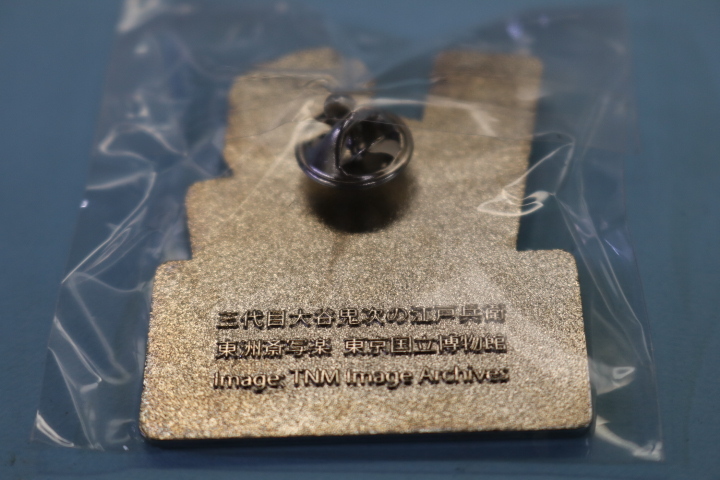 三代目大谷鬼次の江戸兵衛
東洲斎写楽 東京国立博物館
Image: TNM Image Archives